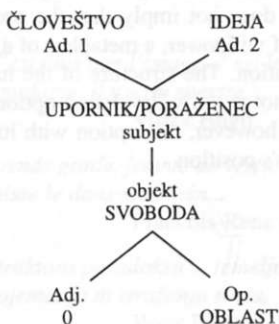 ČLOVEŠTVO IDEJA
Ad. 1 Ad. 2
UPORNIK/PORAŽENEC
subjekt
objekt
SVOBODA
Adj. Op.
0 OBLAST